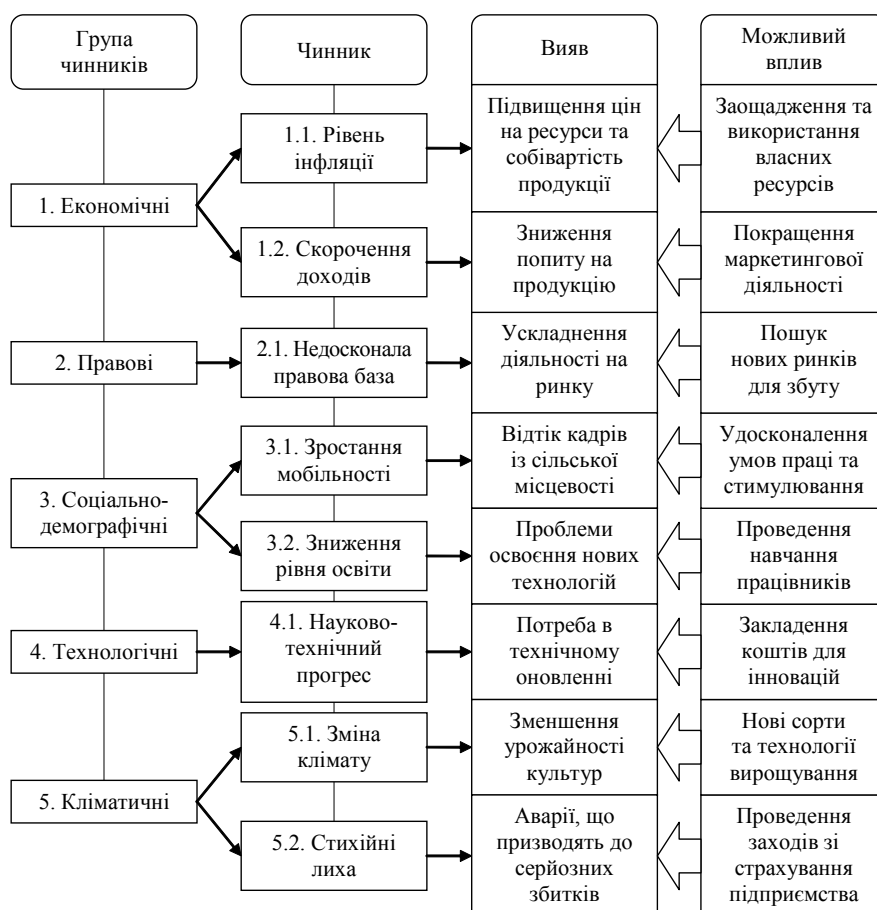 Група
чинників
Чинник
Вияв
Можливий
вплив
1. Економічні
1.1. Рівень
інфляції
Підвищення цін
на ресурси та
собівартість
продукції
Заощадження та
використання
власних
ресурсів
1.2. Скорочення
доходів
Зниження
попиту на
продукцію
Покращення
маркетингової
діяльності
2. Правові
2.1. Недосконала
правова база
Ускладнення
діяльності на
ринку
Пошук
нових ринків
для збуту
3. Соціально-
демографічні
3.1. Зростання
мобільності
Відтік кадрів
із сільської
місцевості
Удосконалення
умов праці та
стимулювання
3.2. Зниження
рівня освіти
Проблеми
освоєння нових
технологій
Проведення
навчання
працівників
4. Технологічні
4.1. Науково-
технічний
прогрес
Потреба в
технічному
оновленні
Закладення
коштів для
інновацій
5. Кліматичні
5.1. Зміна
клімату
Зменшення
урожайності
культур
Нові сорти
та технології
вирощування
5.2. Стихійні
лиха
Аварії, що
призводять до
серйозних
збитків
Проведення
заходів зі
страхування
підприємства